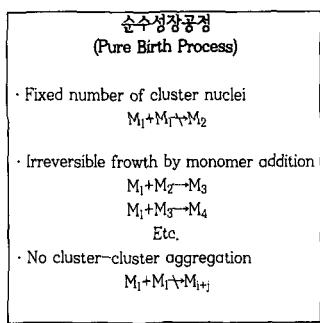 순수성장공정
(Pure Birth Process)
· Fixed number of cluster nuclei
M₁+M₁↛M₂
· Irreversible frowth by monomer addition
M₁+M₂→M₃
M₁+M₃→M₄
Etc.
· No cluster-cluster aggregation
M₁+M₁↛Mᵢ₊ⱼ